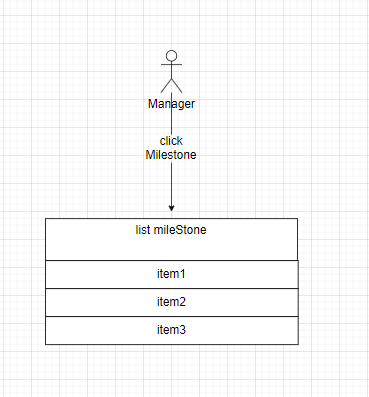 Manager
click
Milestone
list mileStone
item1
item2
item3